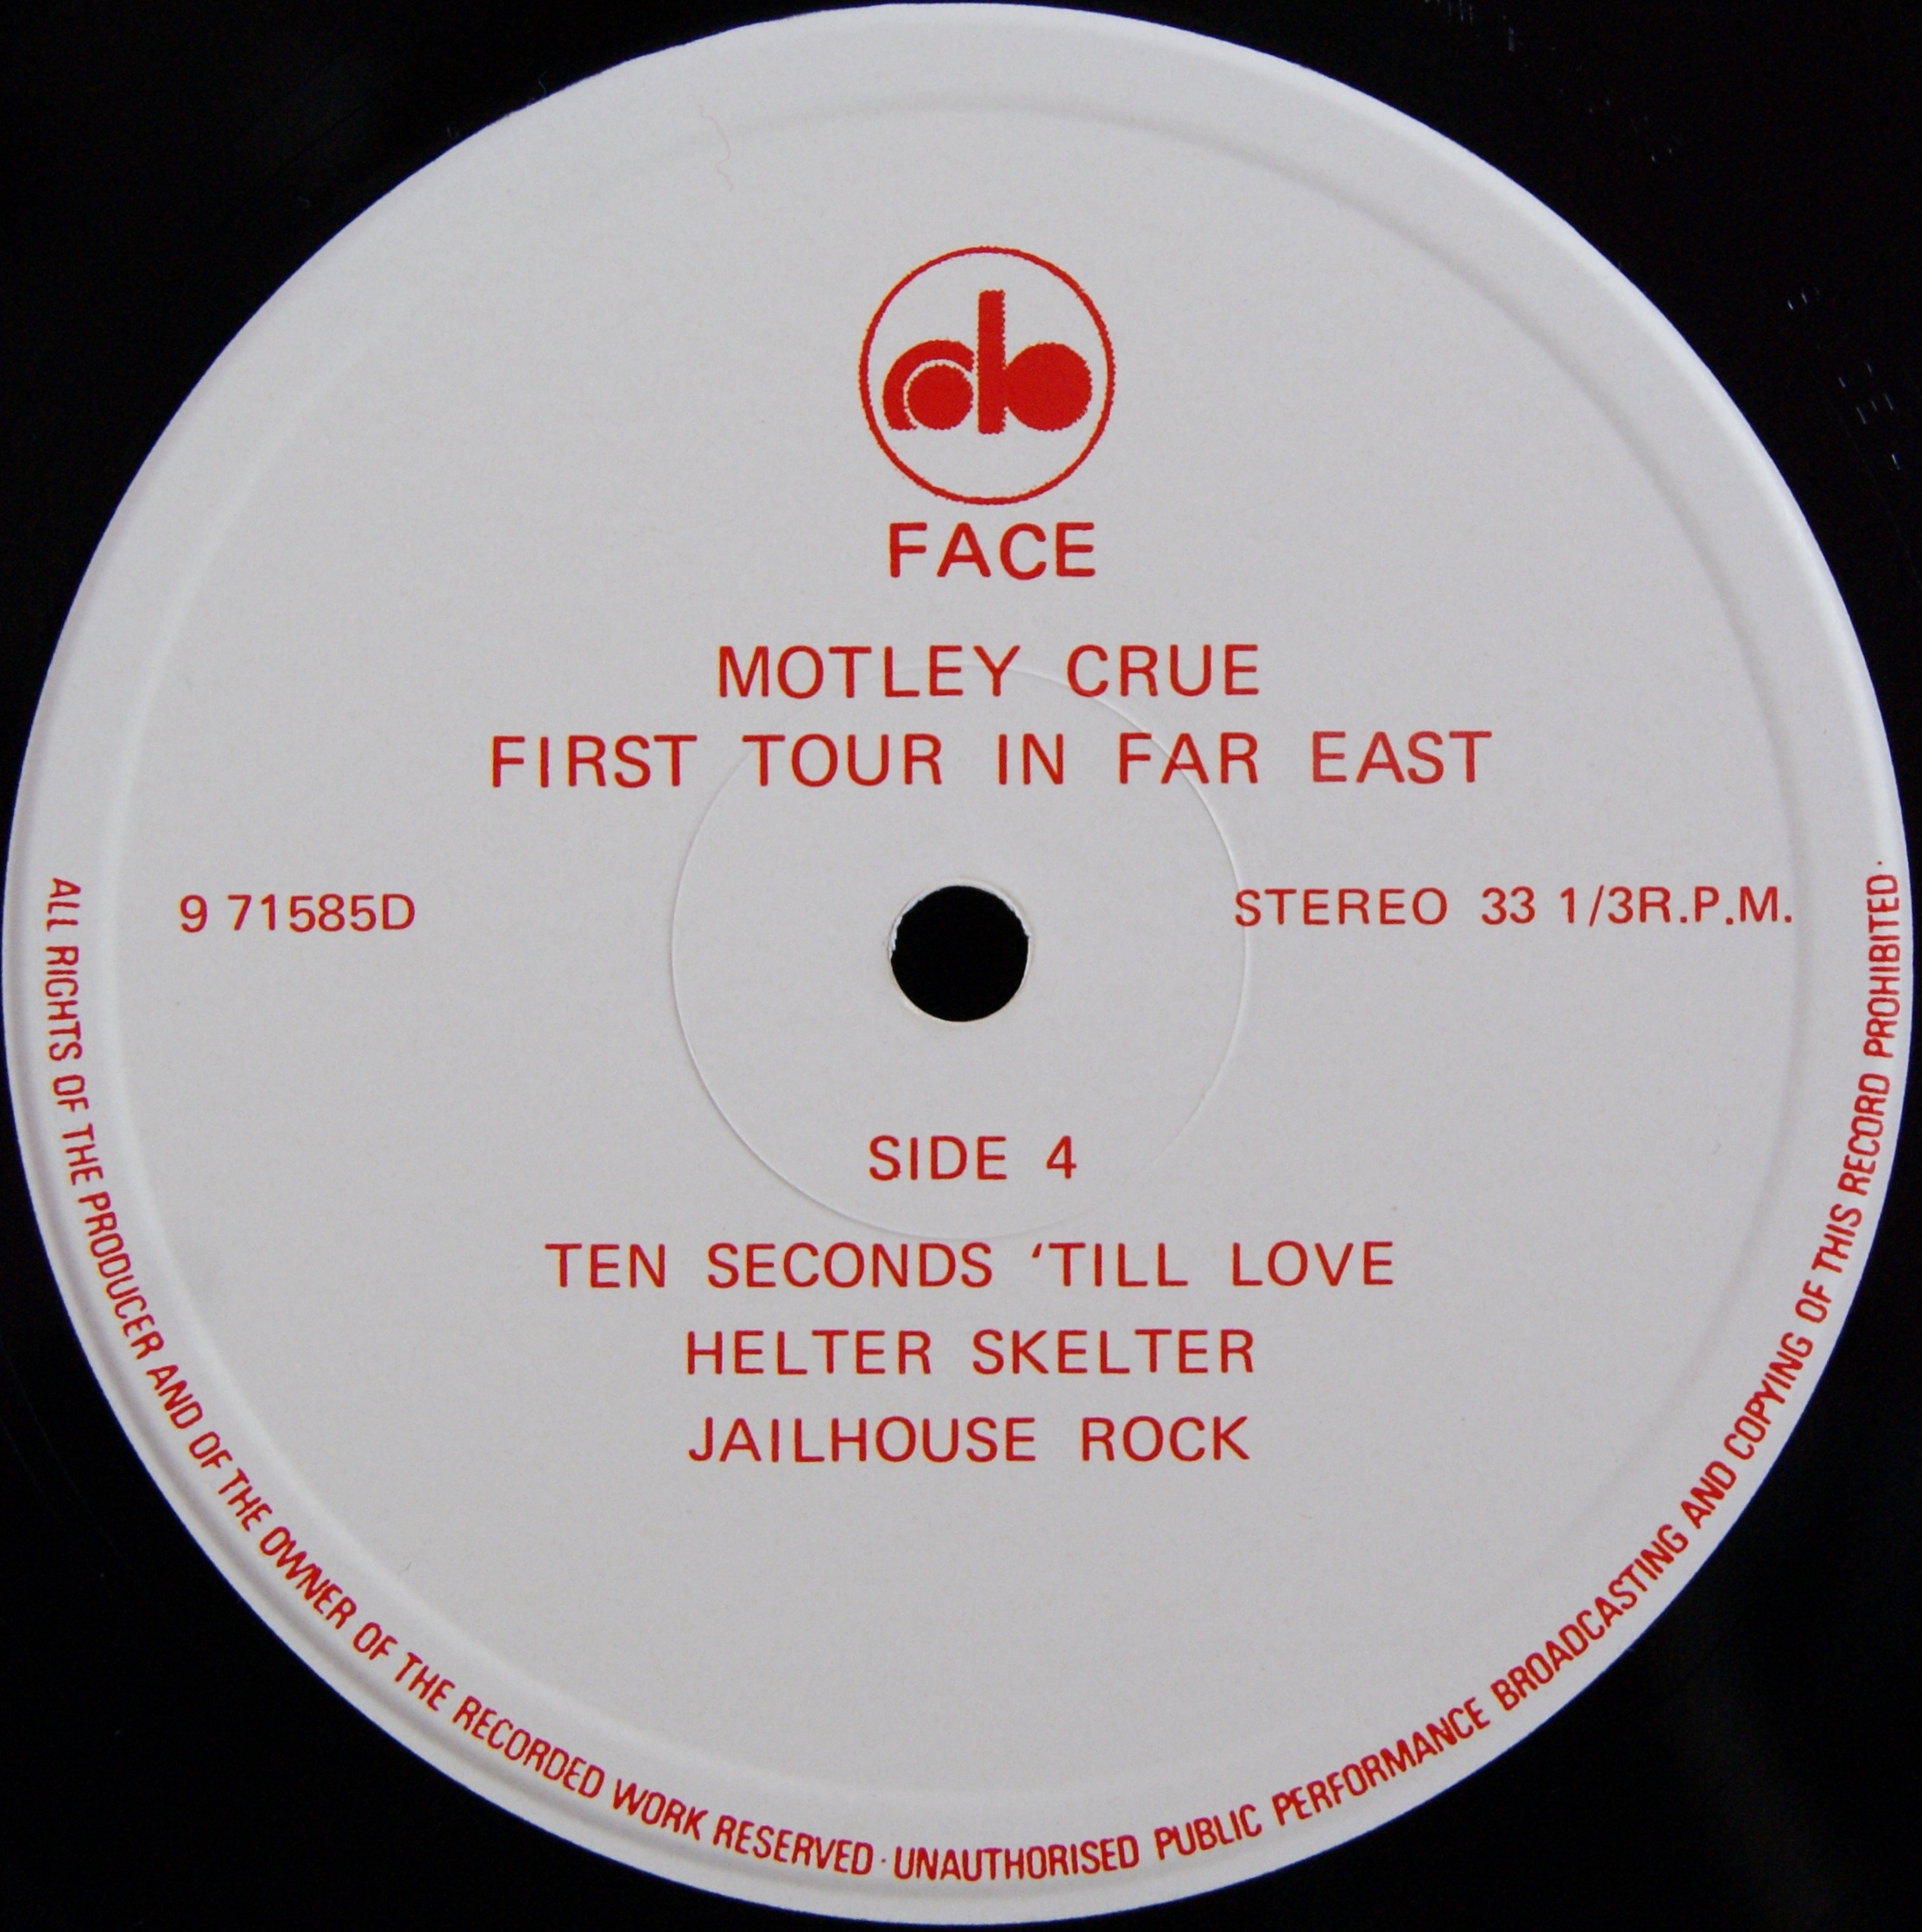 FACE
MOTLEY CRUE
FIRST TOUR IN FAR EAST
9 71585D
STEREO 33 1/3R.P.M.
SIDE 4
TEN SECONDS ‘TILL LOVE
HELTER SKELTER
JAILHOUSE ROCK
ALL RIGHTS OF THE PRODUCER AND OF THE OWNER OF THE RECORDED WORK RESERVED · UNAUTHORISED PUBLIC PERFORMANCE BROADCASTING AND COPYING OF THIS RECORD PROHIBITED ·